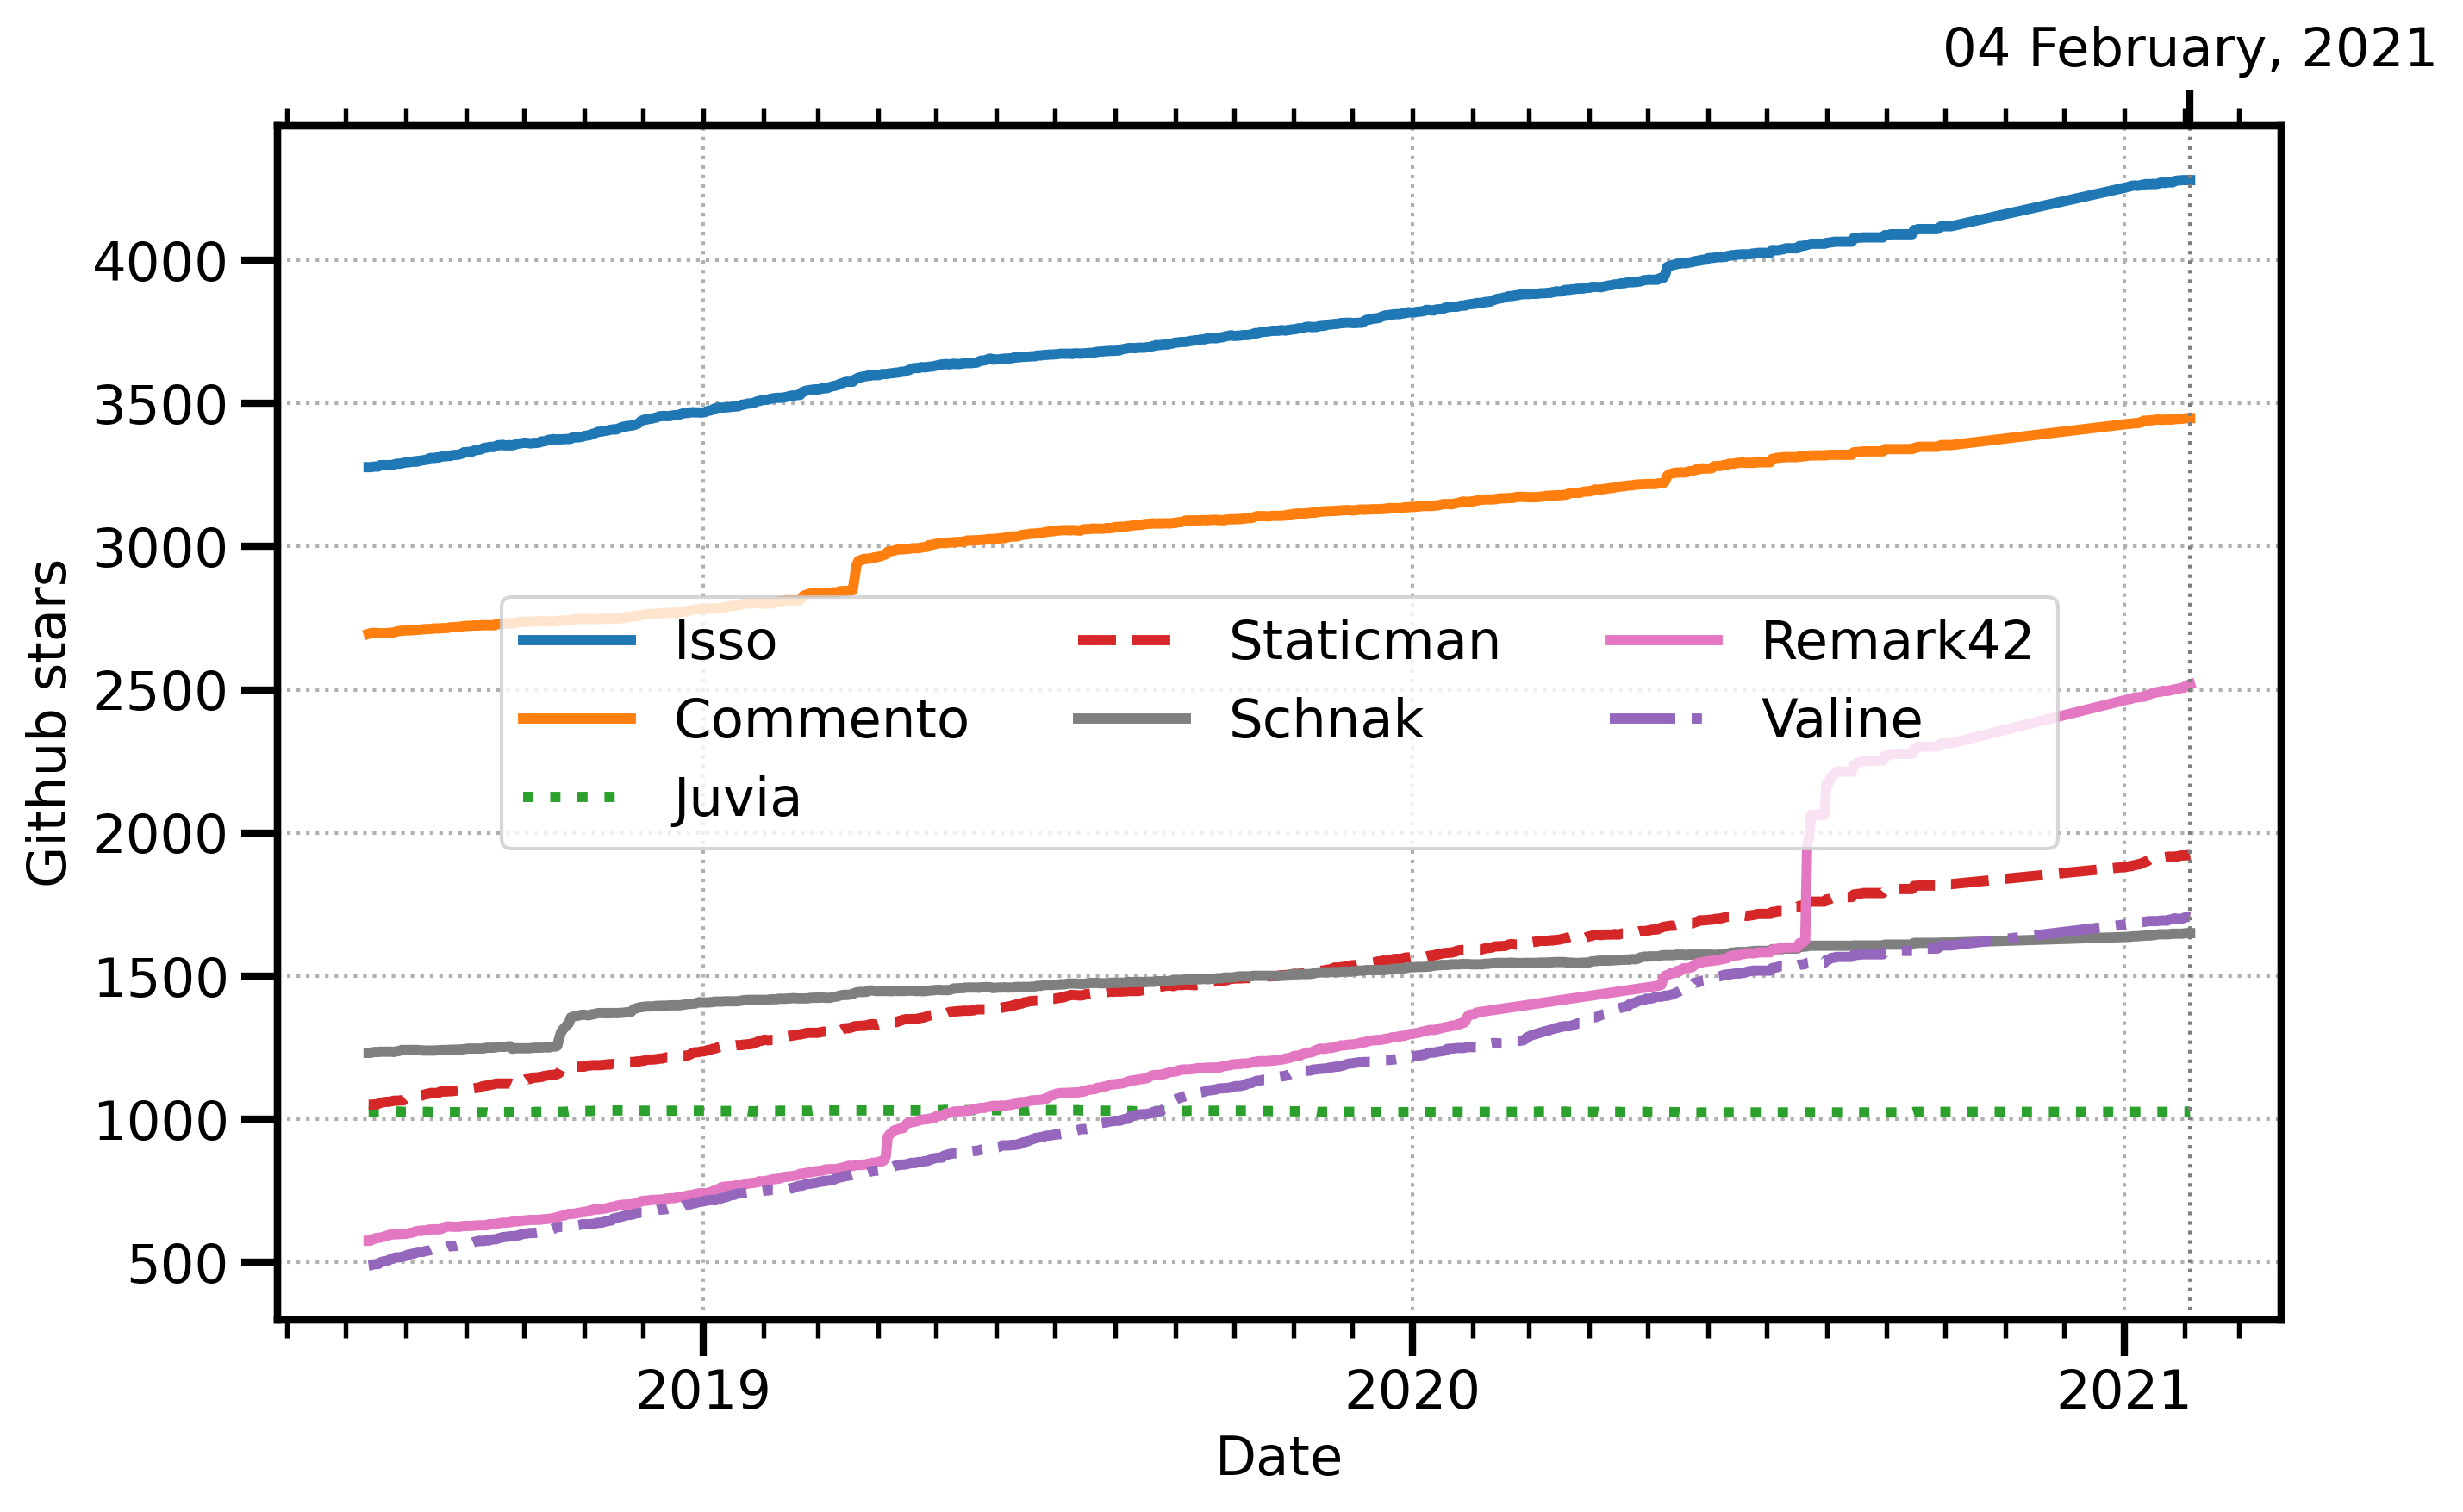 04 February, 2021
4000
3500
3000
2500
2000
1500
1000
500
Github stars
Isso
Commento
Juvia
Staticman
Schnak
Remark42
Valine
2019
2020
2021
Date